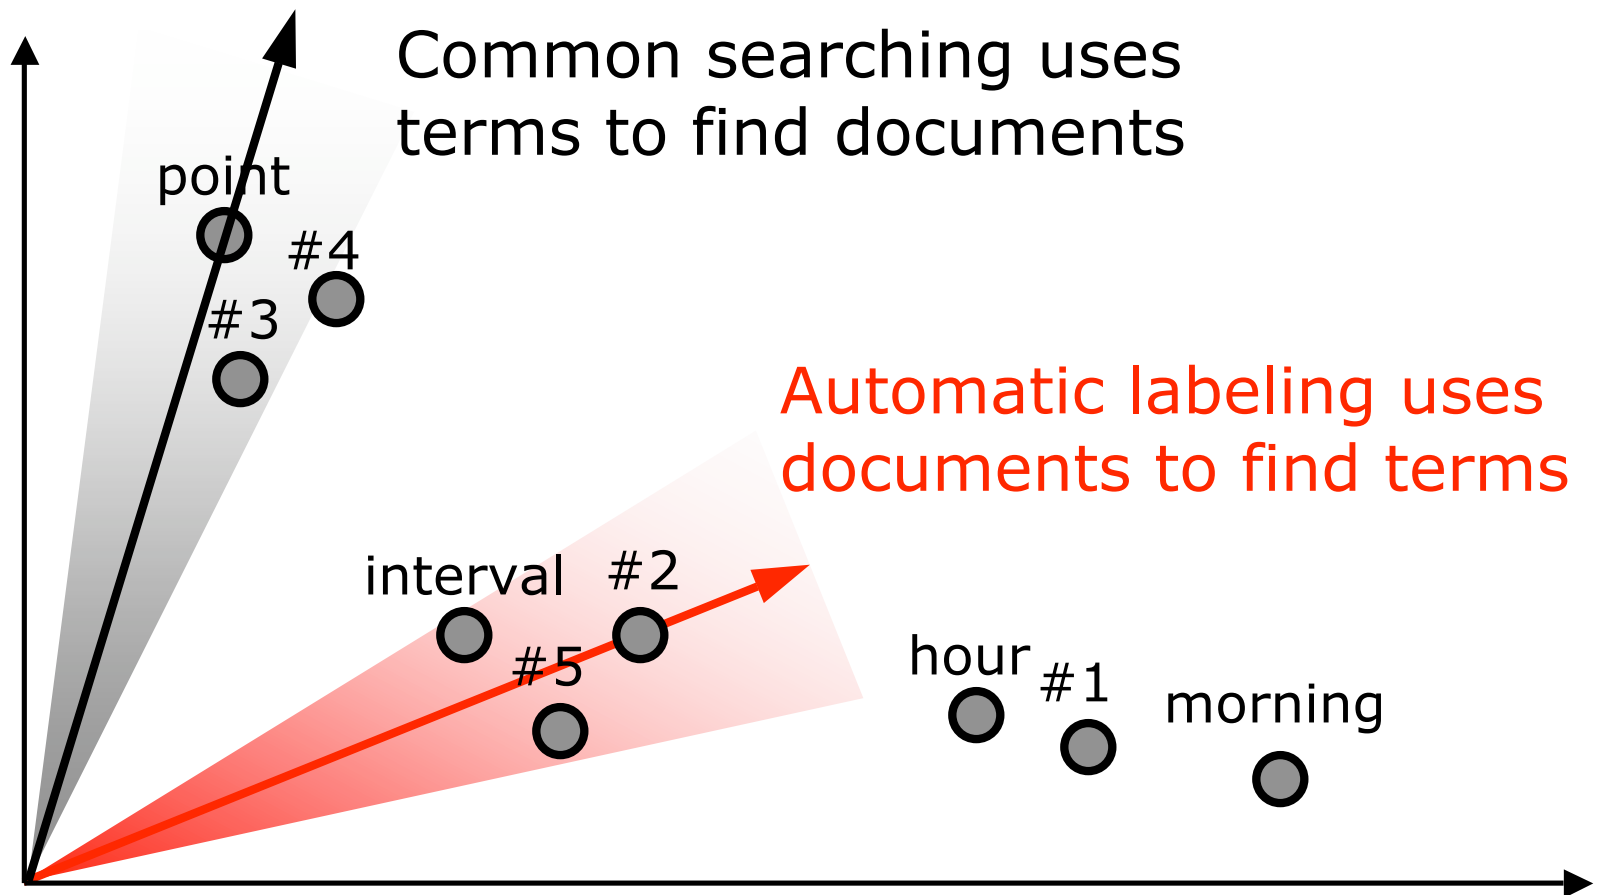 Common searching uses
terms to find documents
point
#4
#3
Automatic labeling uses
documents to find terms
interval #2
#5
hour #1 morning